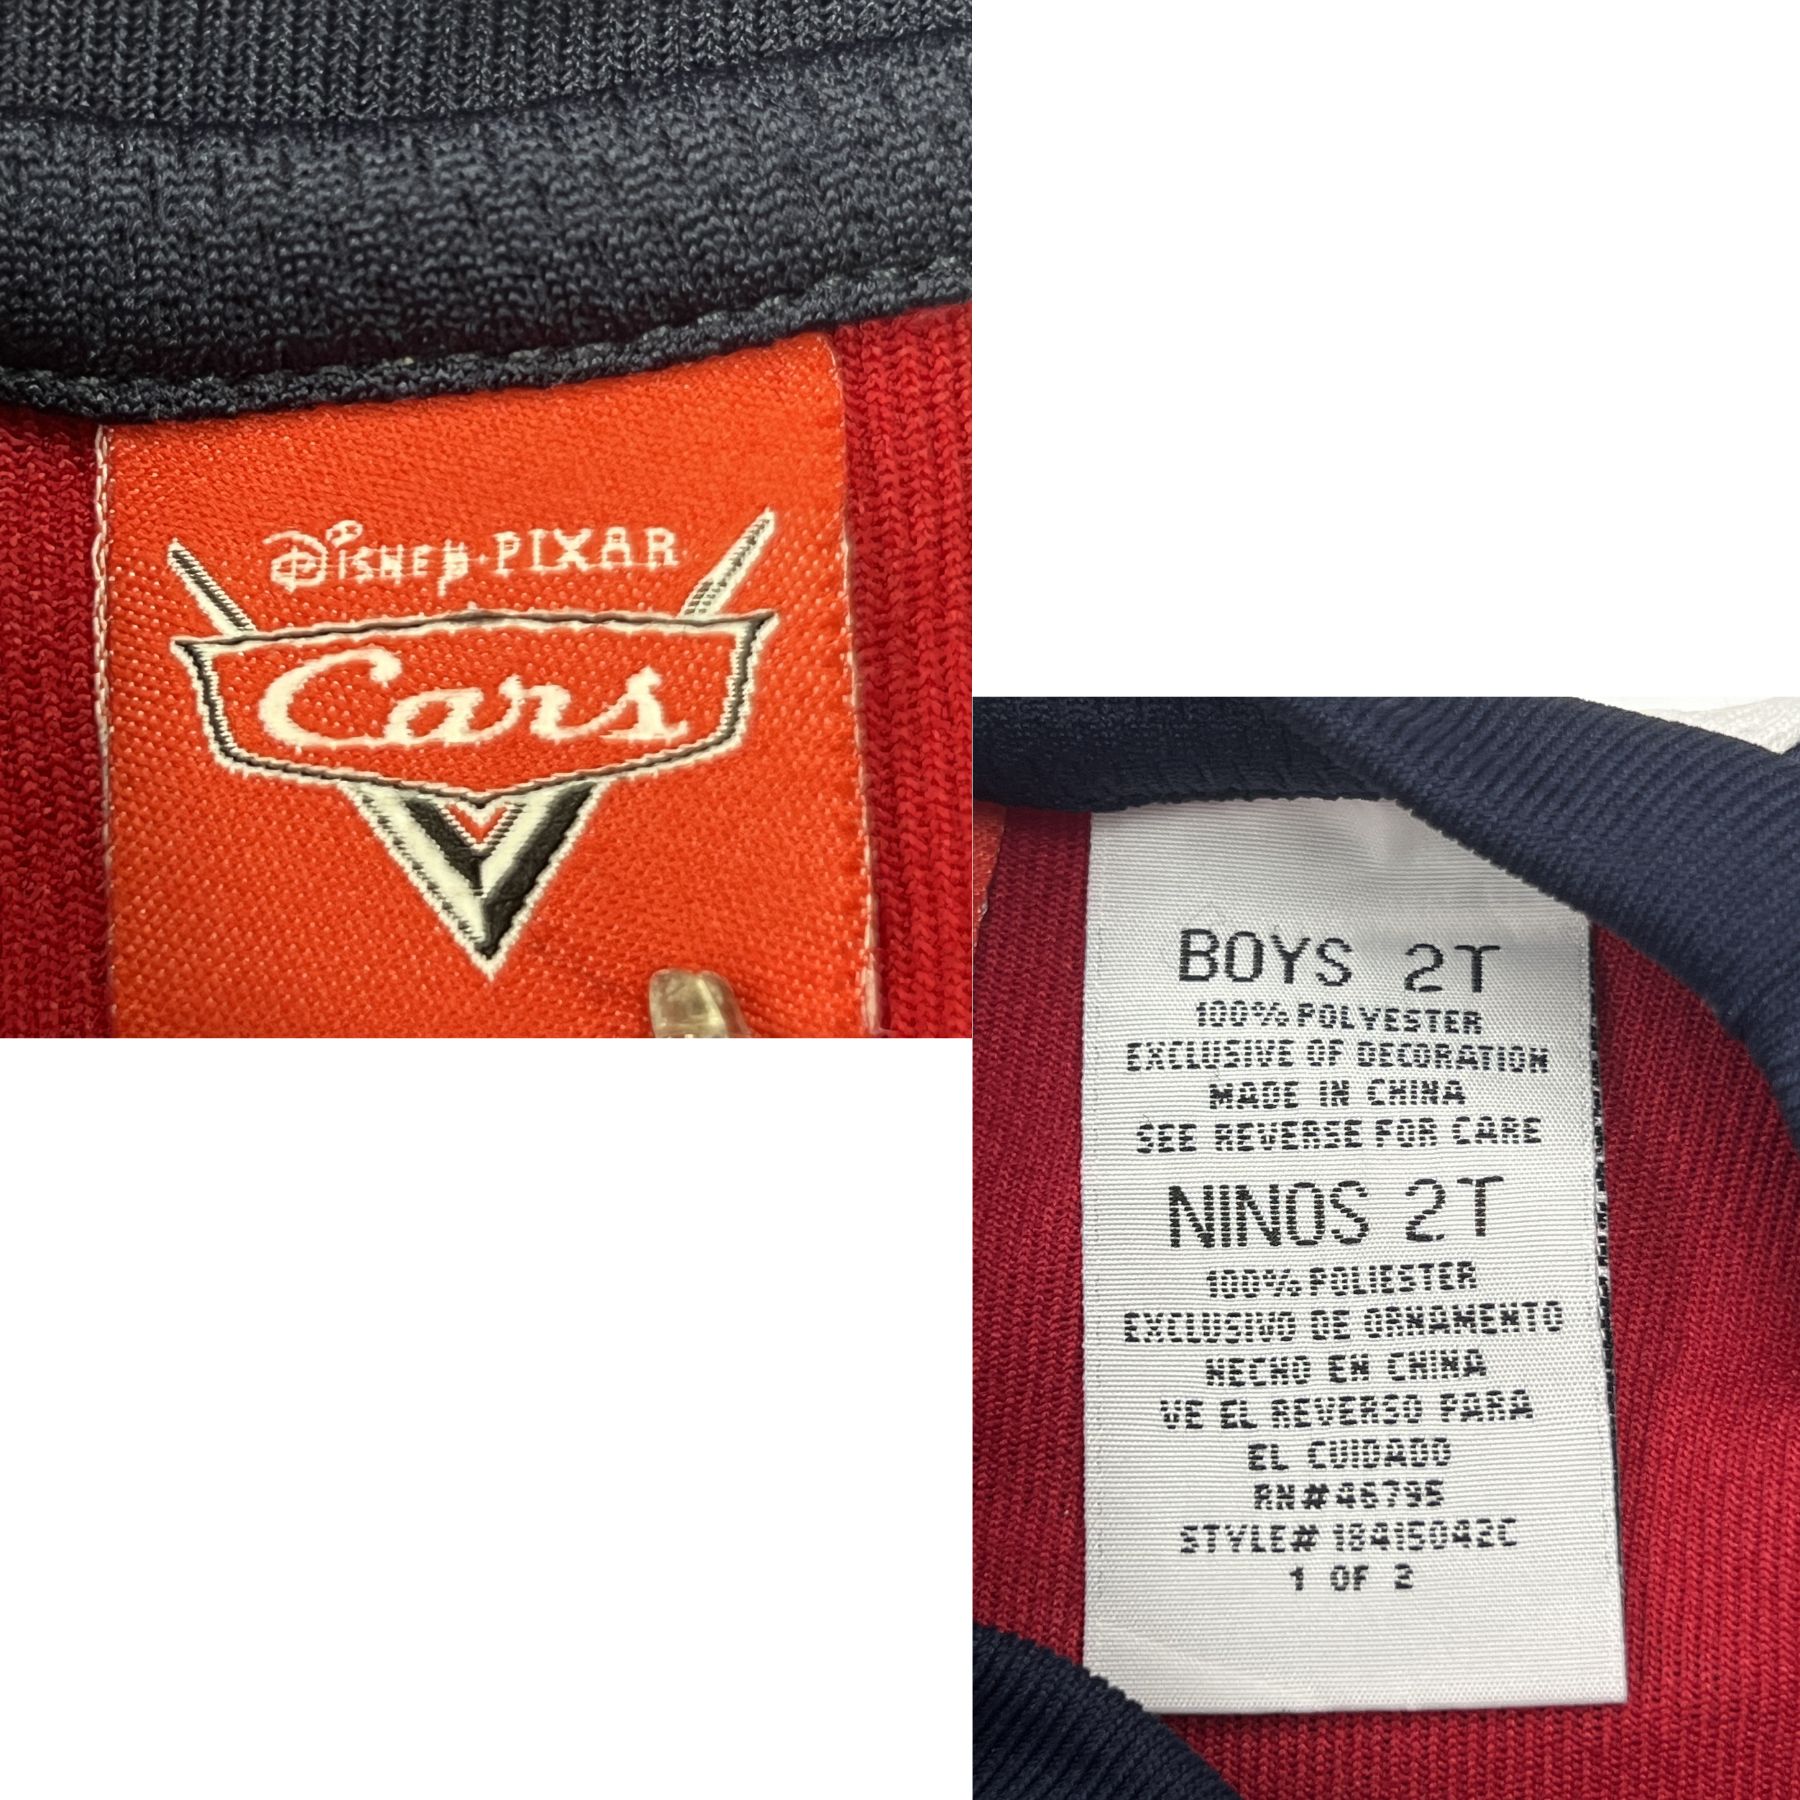 Disney·PIXAR
Cars
BOYS 2T
100% POLYESTER
EXCLUSIVE OF DECORATION
MADE IN CHINA
SEE REVERSE FOR CARE
NINOS 2T
100% POLIESTER
EXCLUSIVO DE ORNAMENTO
HECHO EN CHINA
VE EL REVERSO PARA
EL CUIDADO
RN#46795
STYLE# 18415042C
1 OF 2